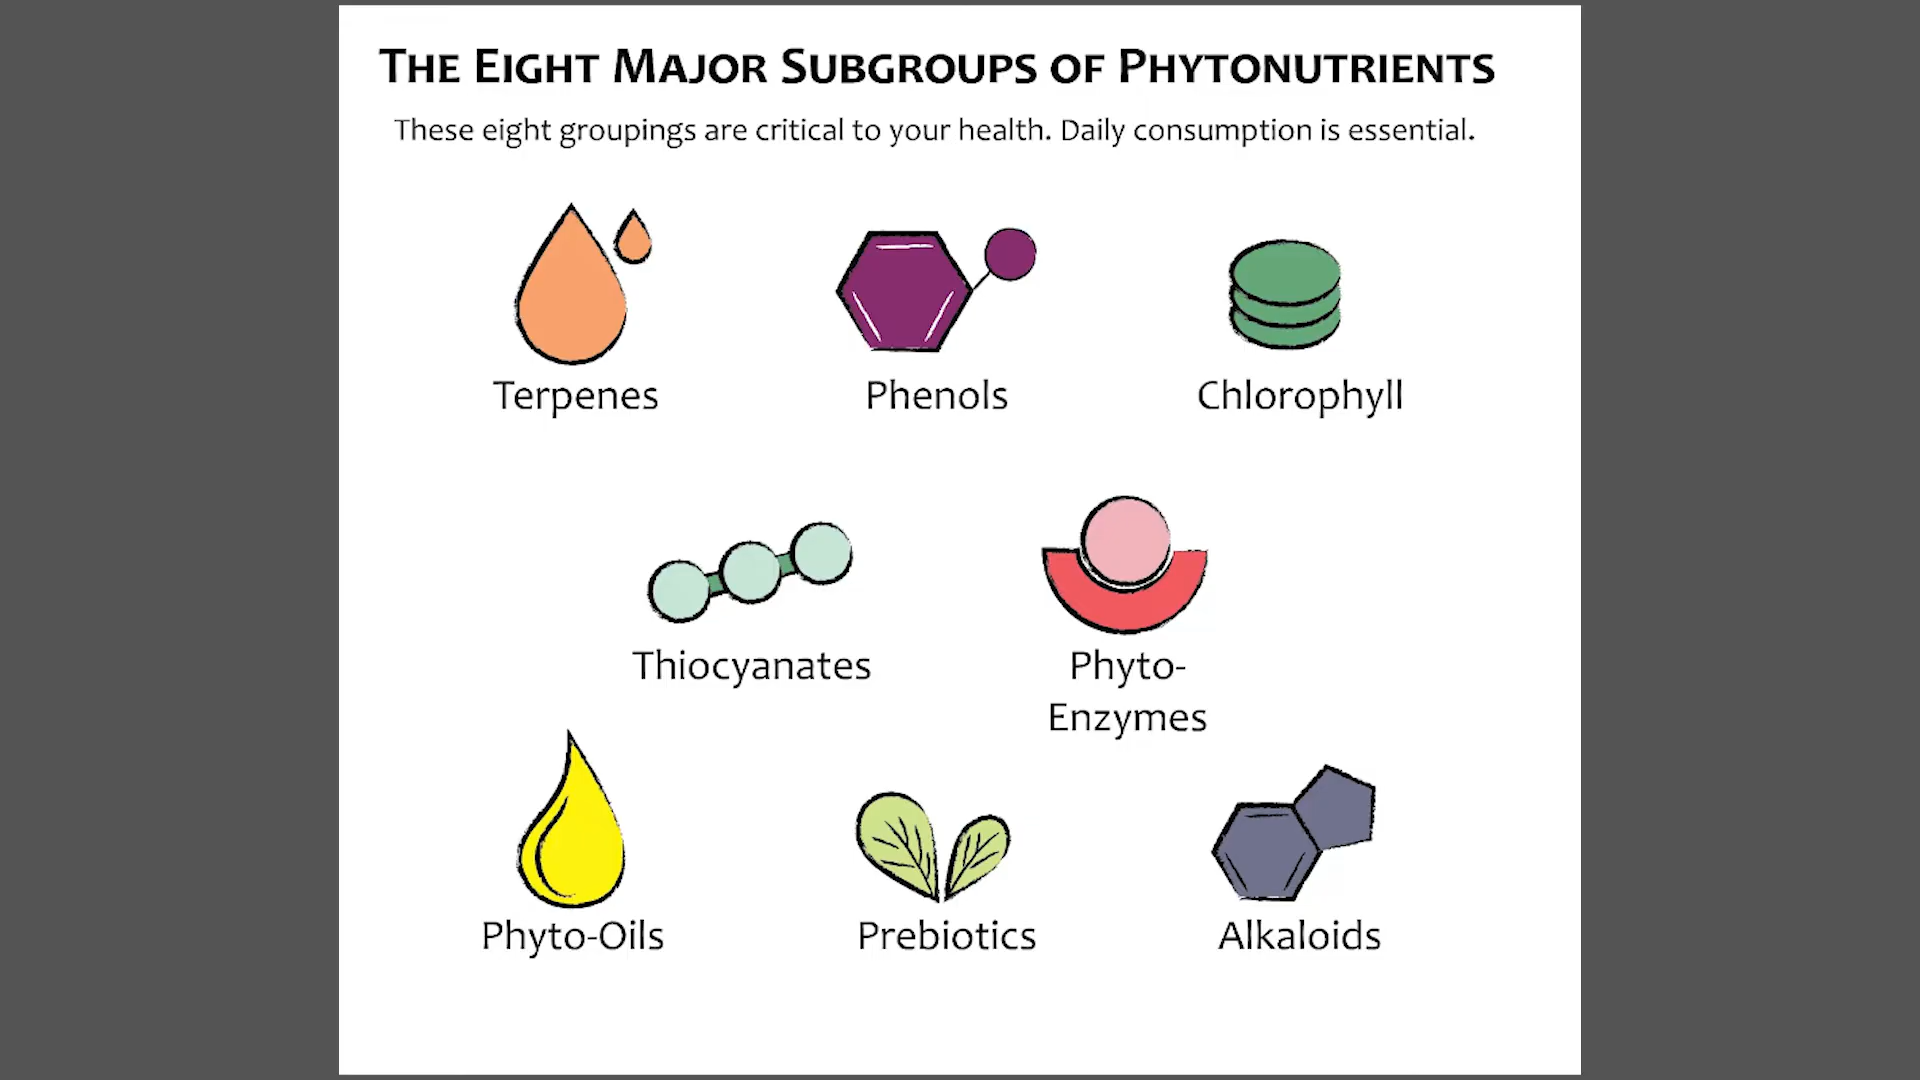 The Eight Major Subgroups of Phytonutrients
These eight groupings are critical to your health. Daily consumption is essential.
Terpenes
Phenols
Chlorophyll
Thiocyanates
Phyto-
Enzymes
Phyto-Oils
Prebiotics
Alkaloids